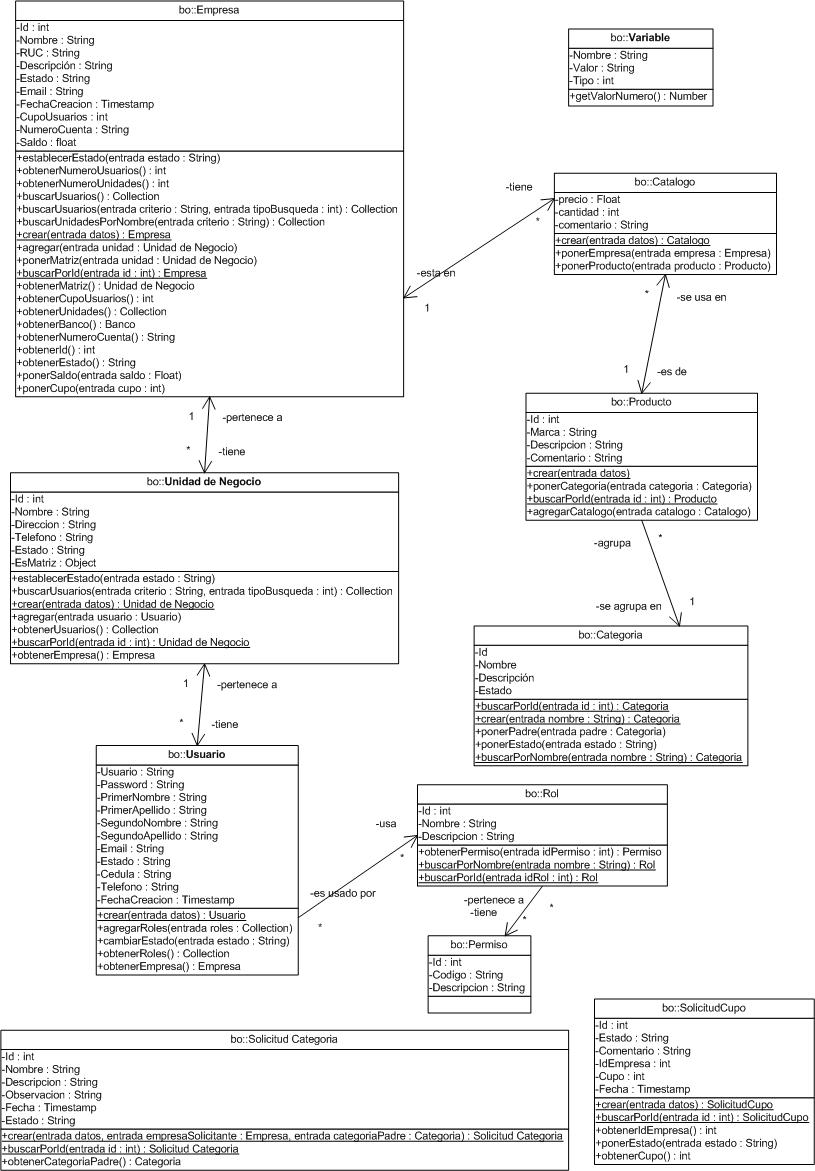 bo::Empresa
-Id : int
-Nombre : String
-RUC : String
-Descripción : String
-Estado : String
-Email : String
-FechaCreacion : Timestamp
-CupoUsuarios : int
-NumeroCuenta : String
-Saldo : float
+establecerEstado(entrada estado : String)
+obtenerNumeroUsuarios() : int
+obtenerNumeroUnidades() : int
+buscarUsuarios() : Collection
+buscarUsuarios(entrada criterio : String, entrada tipoBusqueda : int) : Collection
+buscarUnidadesPorNombre(entrada criterio : String) : Collection
+crear(entrada datos) : Empresa
+agregar(entrada unidad : Unidad de Negocio)
+ponerMatriz(entrada unidad : Unidad de Negocio)
+buscarPorId(entrada id : int) : Empresa
+obtenerMatriz() : Unidad de Negocio
+obtenerCupoUsuarios() : int
+obtenerUnidades() : Collection
+obtenerBanco() : Banco
+obtenerNumeroCuenta() : String
+obtenerId() : int
+obtenerEstado() : String
+ponerSaldo(entrada saldo : Float)
+ponerCupo(entrada cupo : int)
bo::Variable
-Nombre : String
-Valor : String
-Tipo : int
+getValorNumero() : Number
-tiene
*
-esta en
1
bo::Catalogo
-precio : Float
-cantidad : int
-comentario : String
+crear(entrada datos) : Catalogo
+ponerEmpresa(entrada empresa : Empresa)
+ponerProducto(entrada producto : Producto)
*
-se usa en
1
-es de
bo::Producto
-Id : int
-Marca : String
-Descripcion : String
-Comentario : String
+crear(entrada datos)
+ponerCategoria(entrada categoria : Categoria)
+buscarPorId(entrada id : int) : Producto
+agregarCatalogo(entrada catalogo : Catalogo)
-agrupa
*
-se agrupa en
1
bo::Categoria
-Id
-Nombre
-Descripción
-Estado
+buscarPorId(entrada id : int) : Categoria
+crear(entrada nombre : String) : Categoria
+ponerPadre(entrada padre : Categoria)
+ponerEstado(entrada estado : String)
+buscarPorNombre(entrada nombre : String) : Categoria
1
-pertenece a
*
-tiene
bo::Unidad de Negocio
-Id : int
-Nombre : String
-Direccion : String
-Telefono : String
-Estado : String
-EsMatriz : Object
+establecerEstado(entrada estado : String)
+buscarUsuarios(entrada criterio : String, entrada tipoBusqueda : int) : Collection
+crear(entrada datos) : Unidad de Negocio
+agregar(entrada usuario : Usuario)
+obtenerUsuarios() : Collection
+buscarPorId(entrada id : int) : Unidad de Negocio
+obtenerEmpresa() : Empresa
1
-pertenece a
*
-tiene
bo::Usuario
-Usuario : String
-Password : String
-PrimerNombre : String
-PrimerApellido : String
-SegundoNombre : String
-SegundoApellido : String
-Email : String
-Estado : String
-Cedula : String
-Telefono : String
-FechaCreacion : Timestamp
+crear(entrada datos) : Usuario
+agregarRoles(entrada roles : Collection)
+cambiarEstado(entrada estado : String)
+obtenerRoles() : Collection
+obtenerEmpresa() : Empresa
-usa
*
-es usado por
*
bo::Rol
-Id : int
-Nombre : String
-Descripcion : String
+obtenerPermiso(entrada idPermiso : int) : Permiso
+buscarPorNombre(entrada nombre : String) : Rol
+buscarPorId(entrada idRol : int) : Rol
-pertenece a
*
-tiene
*
bo::Permiso
-Id : int
-Codigo : String
-Descripcion : String
bo::Solicitud Categoria
-Id : int
-Nombre : String
-Descripcion : String
-Observacion : String
-Fecha : Timestamp
-Estado : String
+crear(entrada datos, entrada empresaSolicitante : Empresa, entrada categoriaPadre : Categoria) : Solicitud Categoria
+buscarPorId(entrada id : int) : Solicitud Categoria
+obtenerCategoriaPadre() : Categoria
bo::SolicitudCupo
-Id : int
-Estado : String
-Comentario : String
-IdEmpresa : int
-Cupo : int
-Fecha : Timestamp
+crear(entrada datos) : SolicitudCupo
+buscarPorId(entrada id : int) : SolicitudCupo
+obtenerIdEmpresa() : int
+ponerEstado(entrada estado : String)
+obtenerCupo() : int